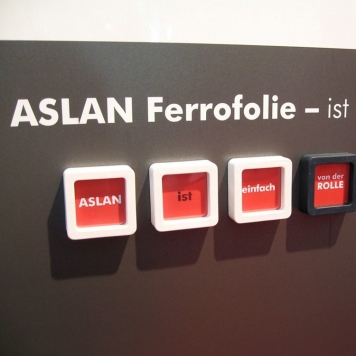 ASLAN Ferrofolie – ist
ASLAN
ist
einfach
von der
ROLLE